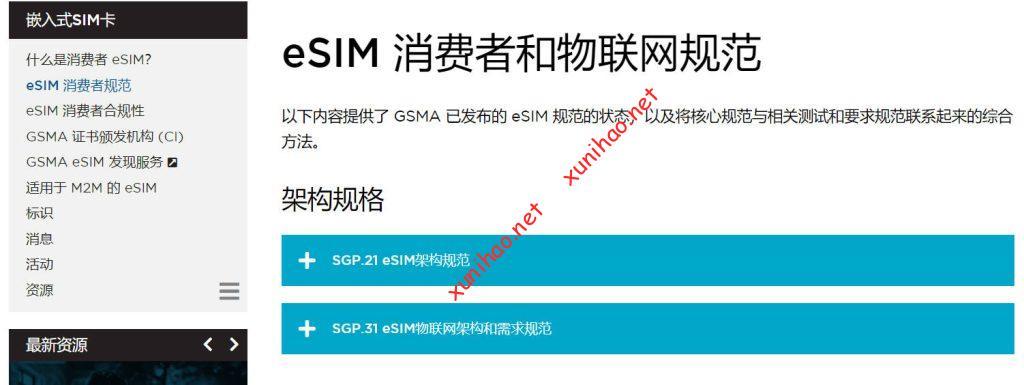 嵌入式SIM卡
什么是消费者 eSIM?
eSIM 消费者规范
eSIM 消费者合规性
GSMA 证书颁发机构 (CI)
GSMA eSIM 发现服务
适用于 M2M 的 eSIM
标识
消息
活动
资源
最新资源
eSIM 消费者和物联网规范
以下内容提供了 GSMA 已发布的 eSIM 规范的状态，以及将核心规范与相关测试和要求规范联系起来的综合
方法。
架构规格
SGP.21 eSIM架构规范
SGP.31 eSIM物联网架构和需求规范
xunihao.net
xunihao.net